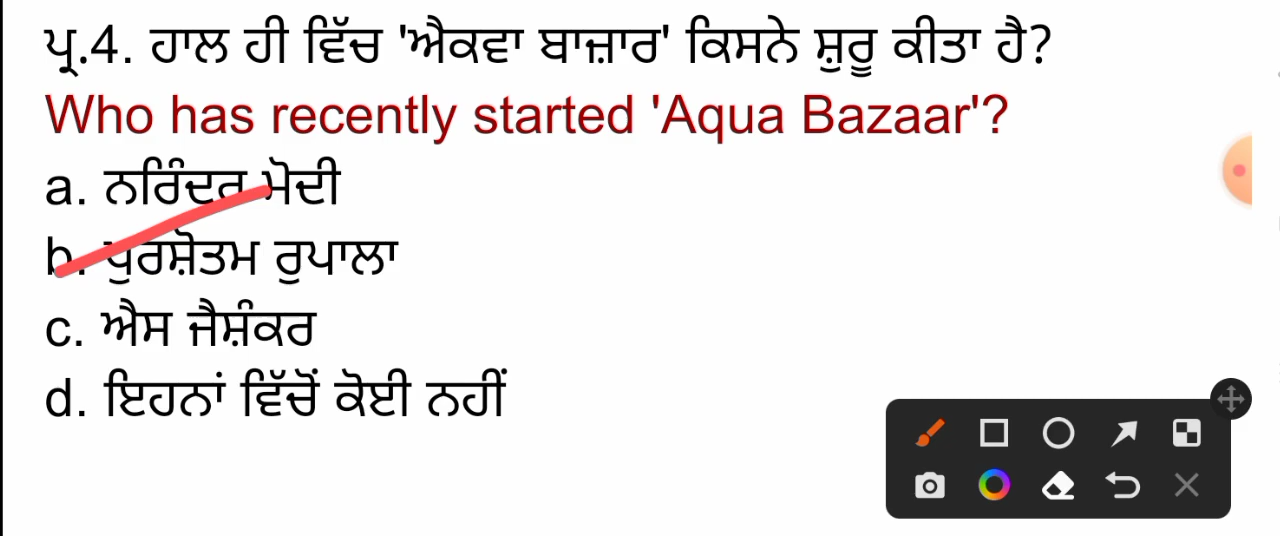 ਪ੍ਰ.4. ਹਾਲ ਹੀ ਵਿੱਚ 'ਐਕਵਾ ਬਾਜ਼ਾਰ' ਕਿਸਨੇ ਸ਼ੁਰੂ ਕੀਤਾ ਹੈ?
Who has recently started 'Aqua Bazaar'?
a. ਨਰਿੰਦਰ ਮੋਦੀ
b. ਪੁਰਸ਼ੋਤਮ ਰੁਪਾਲਾ
c. ਐਸ ਜੈਸ਼ੰਕਰ
d. ਇਹਨਾਂ ਵਿੱਚੋਂ ਕੋਈ ਨਹੀਂ